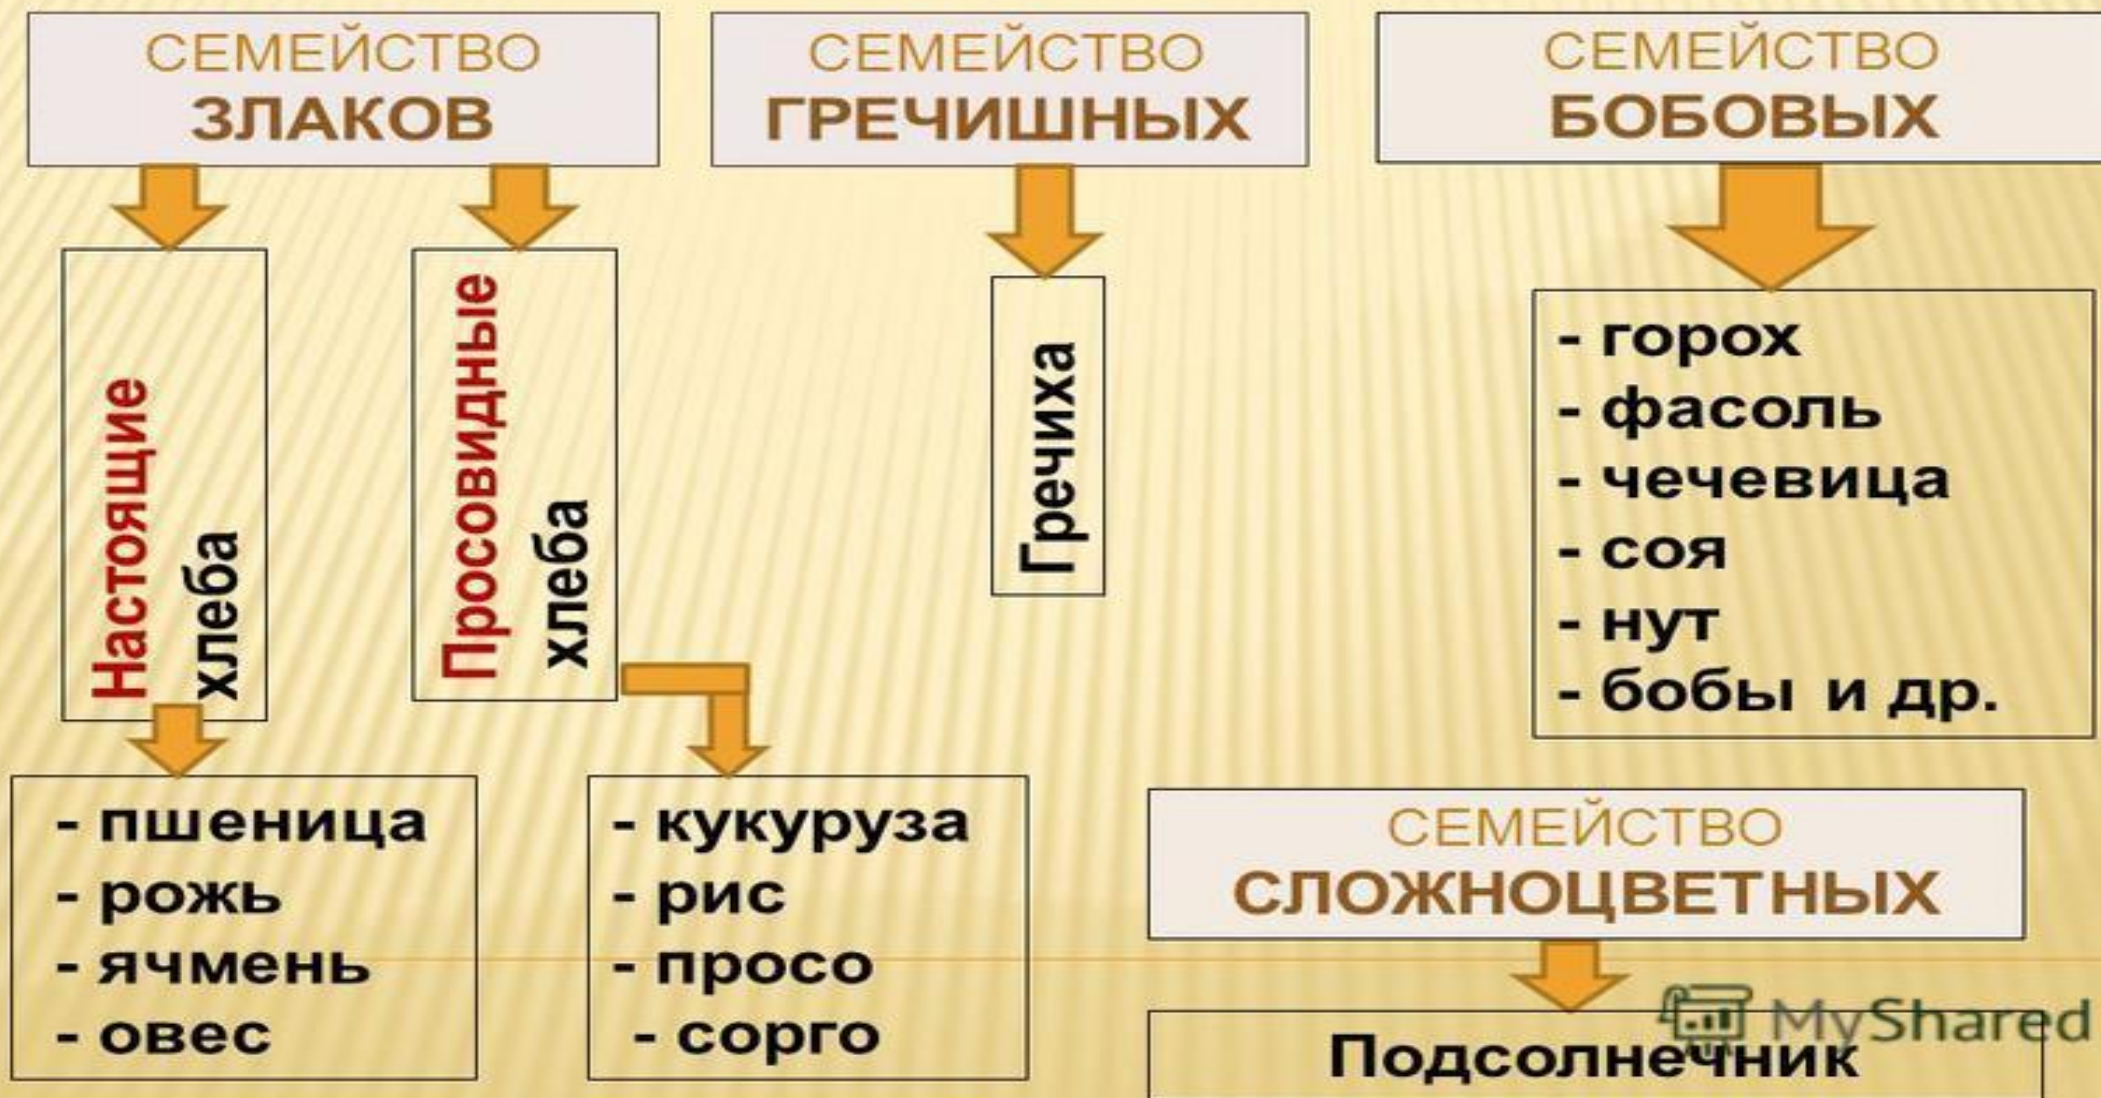 СЕМЕЙСТВО
ЗЛАКОВ
СЕМЕЙСТВО
ГРЕЧИШНЫХ
СЕМЕЙСТВО
БОБОВЫХ
Настоящие
хлеба
Просовидные
хлеба
Гречиха
- горох
- фасоль
- чечевица
- соя
- нут
- бобы и др.
- пшеница
- рожь
- ячмень
- овес
- кукуруза
- рис
- просо
- сорго
СЕМЕЙСТВО
СЛОЖНОЦВЕТНЫХ
Подсолнечник
MyShared